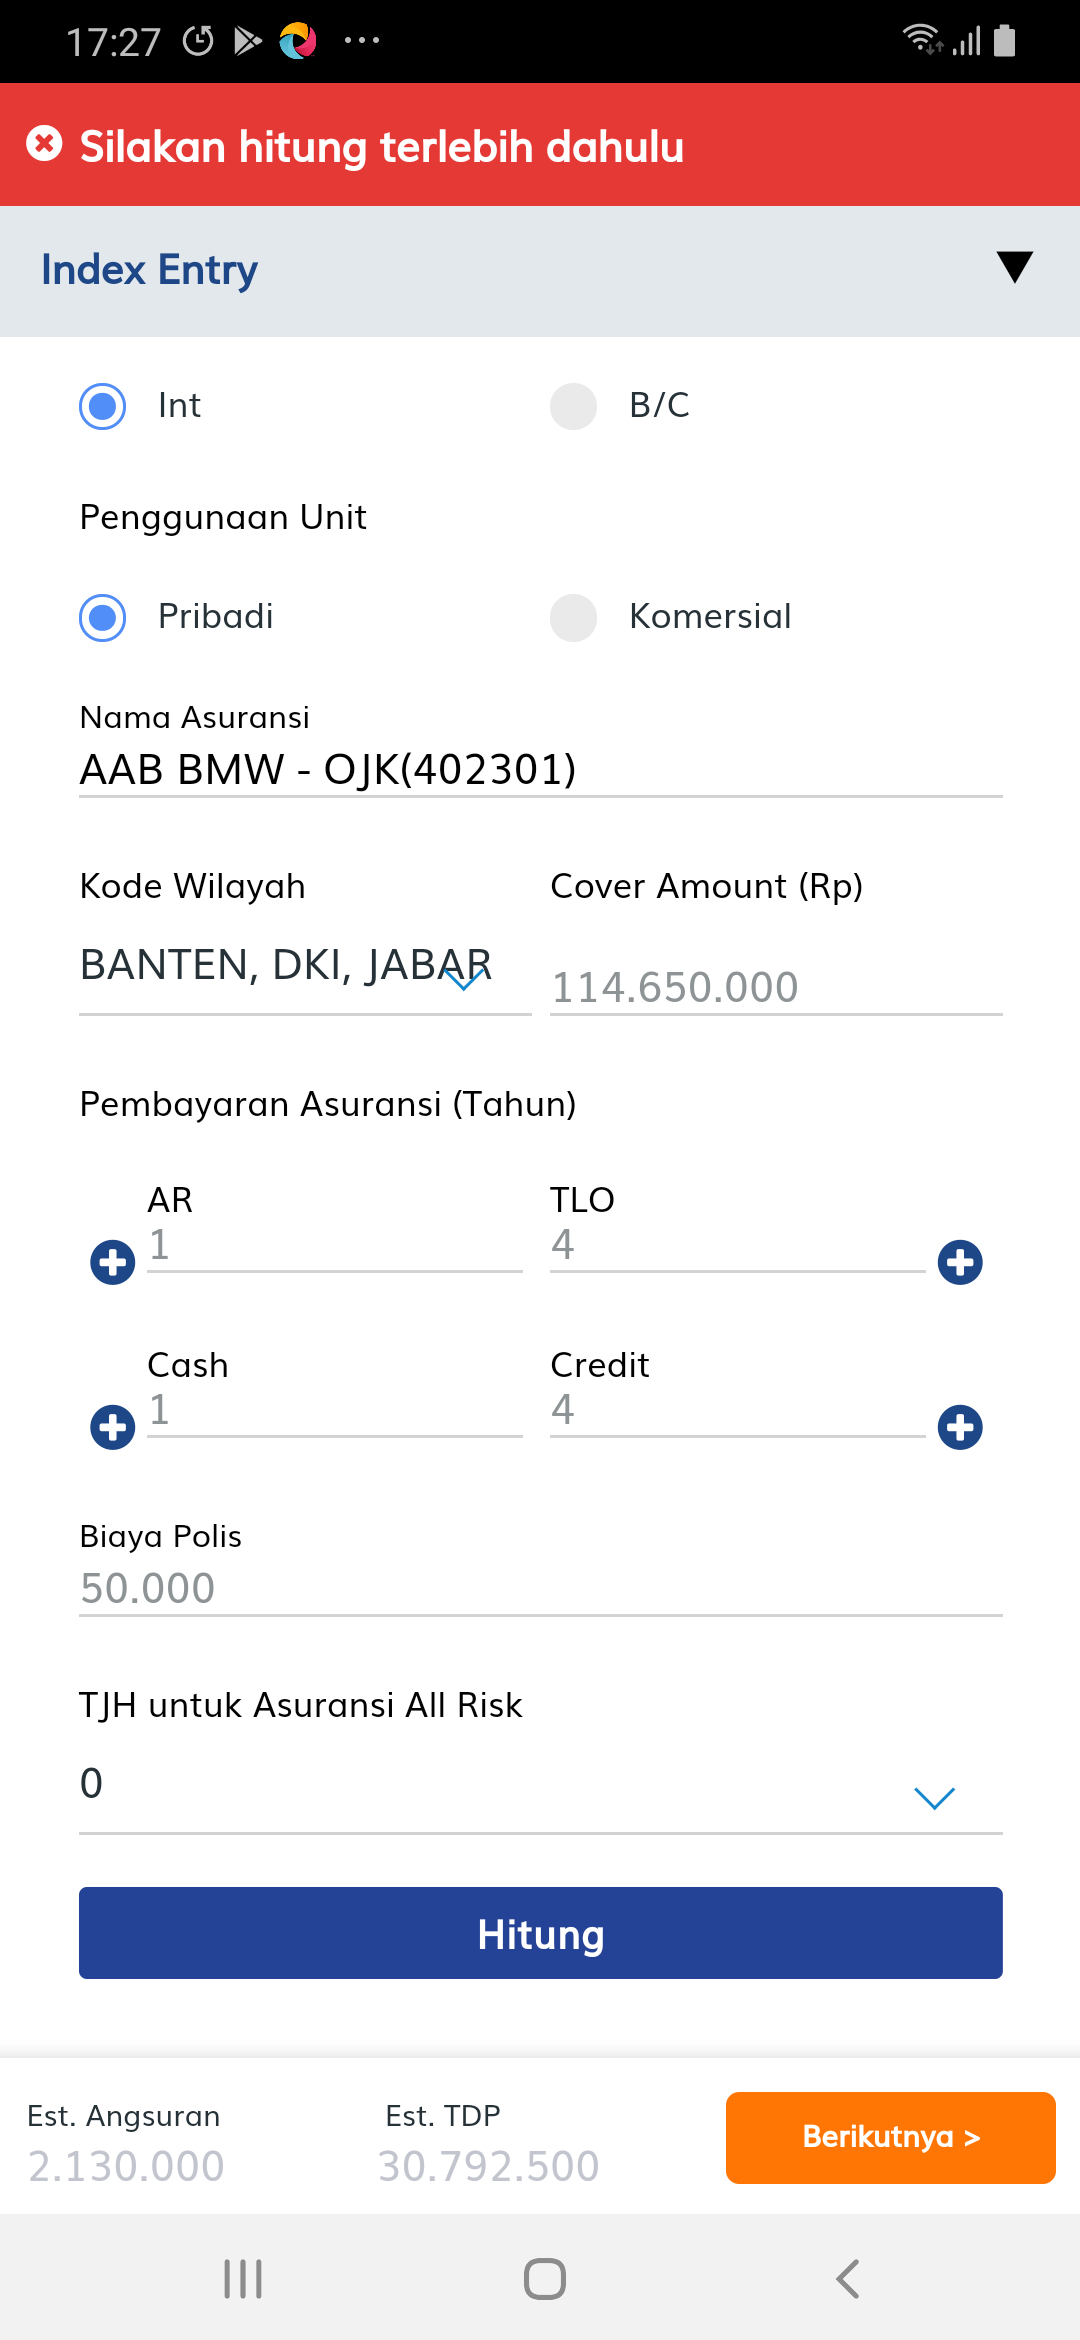 17:27
Silakan hitung terlebih dahulu
Index Entry
Int
B/C
Penggunaan Unit
Pribadi
Komersial
Nama Asuransi
AAB BMW - OJK(402301)
Kode Wilayah
Cover Amount (Rp)
BANTEN, DKI, JABAR
114.650.000
Pembayaran Asuransi (Tahun)
AR
TLO
1
4
Cash
Credit
1
4
Biaya Polis
50.000
TJH untuk Asuransi All Risk
0
Hitung
Est. Angsuran
Est. TDP
Berikutnya >
2.130.000
30.792.500